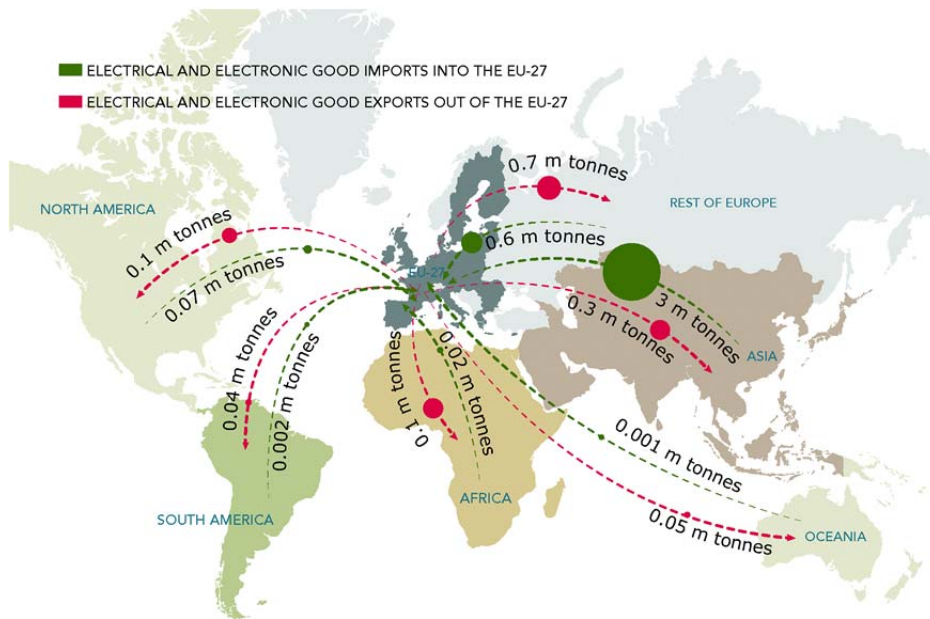 ELECTRICAL AND ELECTRONIC GOOD IMPORTS INTO THE EU-27
ELECTRICAL AND ELECTRONIC GOOD EXPORTS OUT OF THE EU-27
0.7 m tonnes
NORTH AMERICA
REST OF EUROPE
0.1 m tonnes
0.6 m tonnes
0.07 m tonnes
EU-27
3 m tonnes
0.3 m tonnes
ASIA
0.04 m tonnes
0.002 m tonnes
0.1 m tonnes
0.02 m tonnes
0.001 m tonnes
AFRICA
SOUTH AMERICA
0.05 m tonnes
OCEANIA